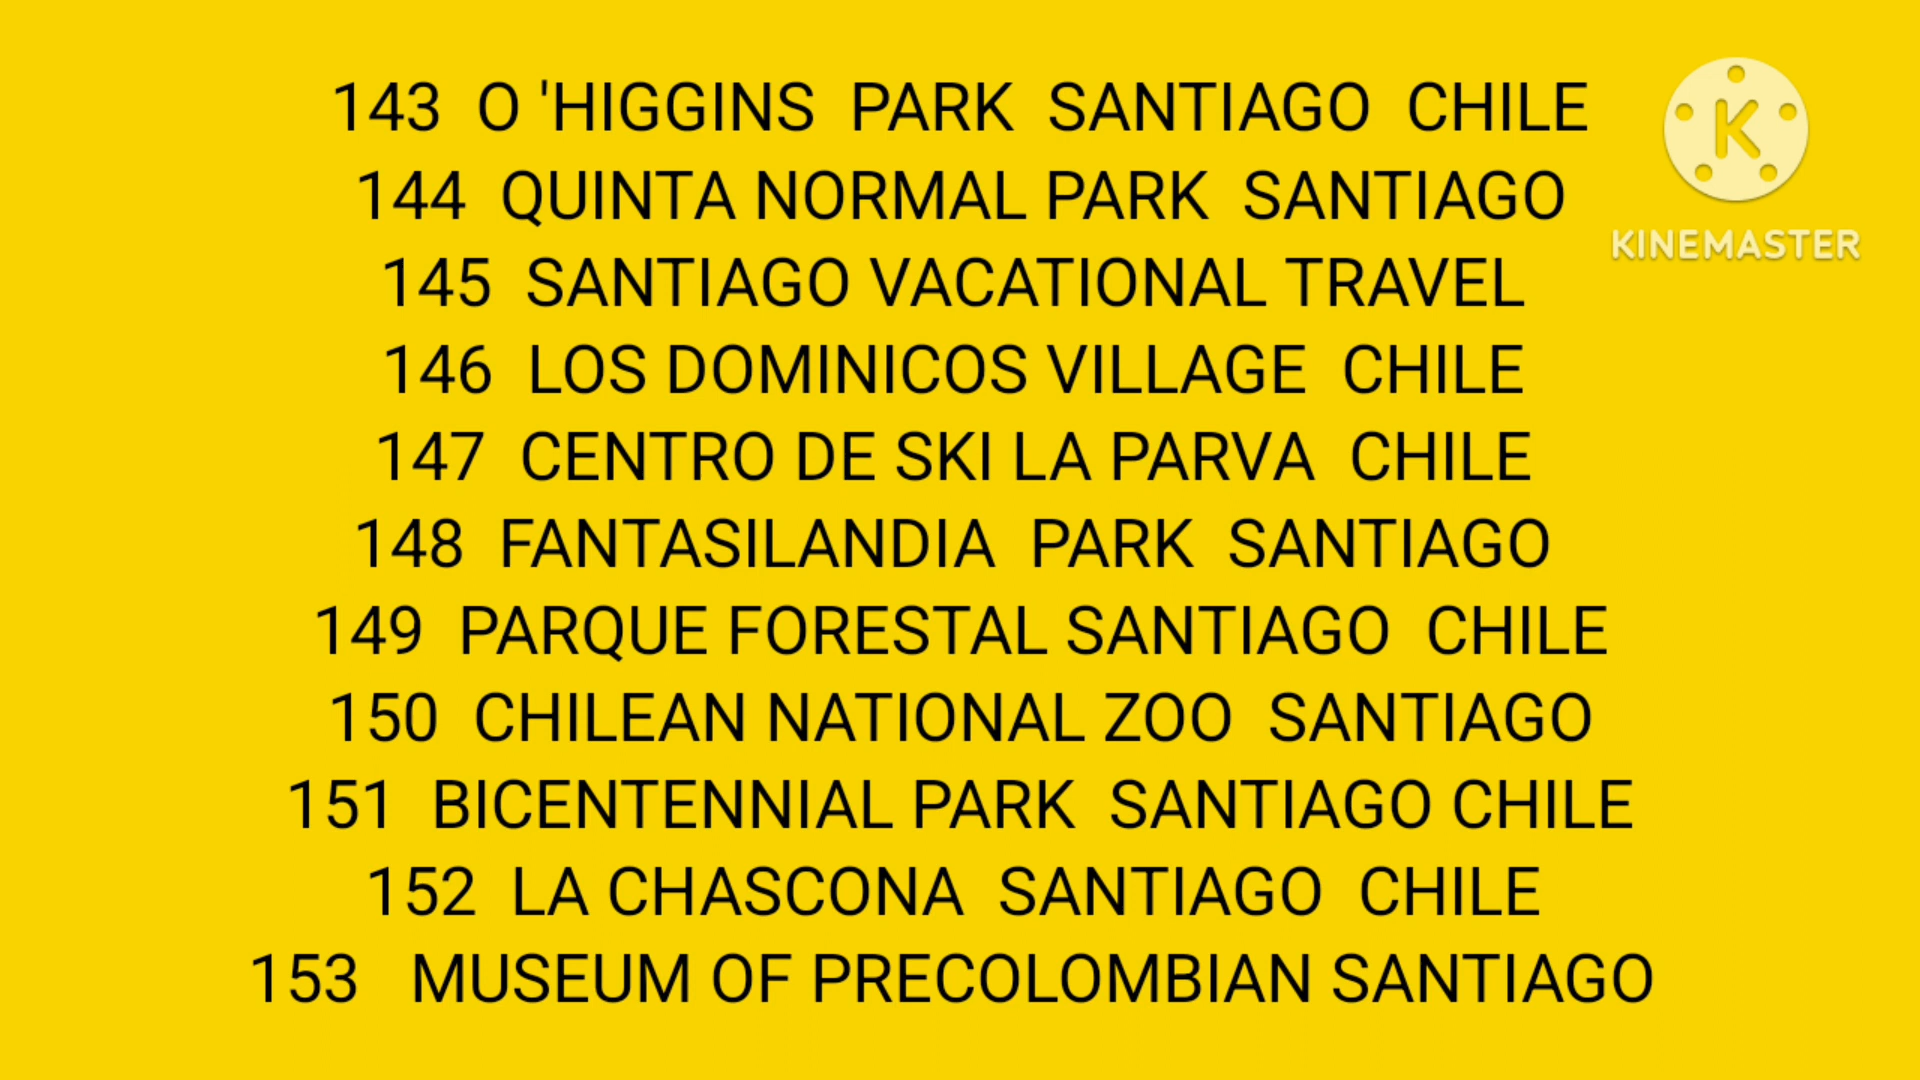 143 O 'HIGGINS PARK SANTIAGO CHILE
144 QUINTA NORMAL PARK SANTIAGO
145 SANTIAGO VACATIONAL TRAVEL
146 LOS DOMINICOS VILLAGE CHILE
147 CENTRO DE SKI LA PARVA CHILE
148 FANTASILANDIA PARK SANTIAGO
149 PARQUE FORESTAL SANTIAGO CHILE
150 CHILEAN NATIONAL ZOO SANTIAGO
151 BICENTENNIAL PARK SANTIAGO CHILE
152 LA CHASCONA SANTIAGO CHILE
153 MUSEUM OF PRECOLOMBIAN SANTIAGO
K
KINEMASTER